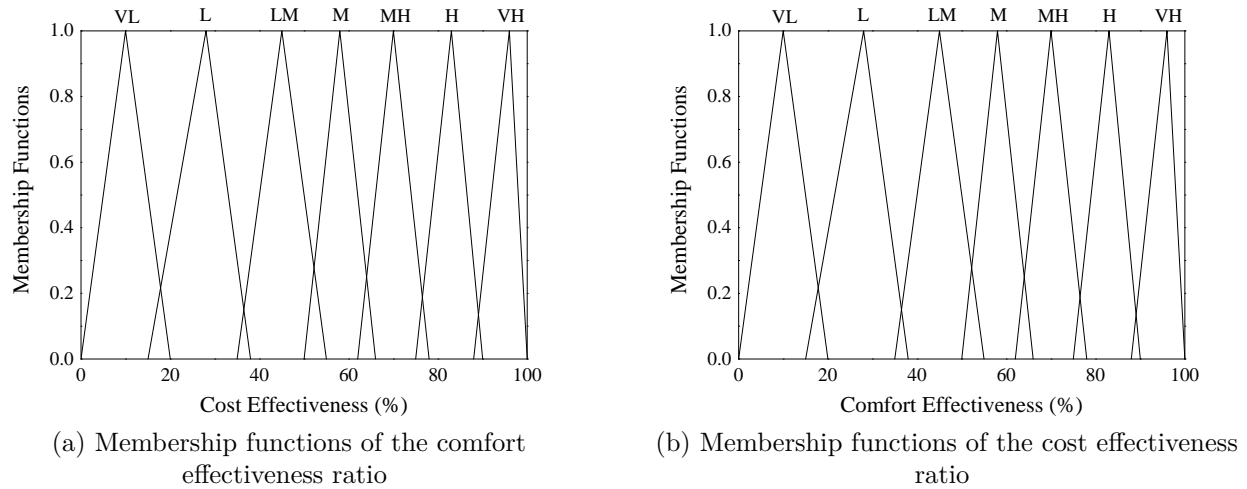 VL L LM M MH H VH
1.0
0.8
0.6
0.4
0.2
0.0
Membership Functions
0 20 40 60 80 100
Cost Effectiveness (%)
(a) Membership functions of the comfort
effectiveness ratio
VL L LM M MH H VH
1.0
0.8
0.6
0.4
0.2
0.0
Membership Functions
0 20 40 60 80 100
Comfort Effectiveness (%)
(b) Membership functions of the cost effectiveness
ratio